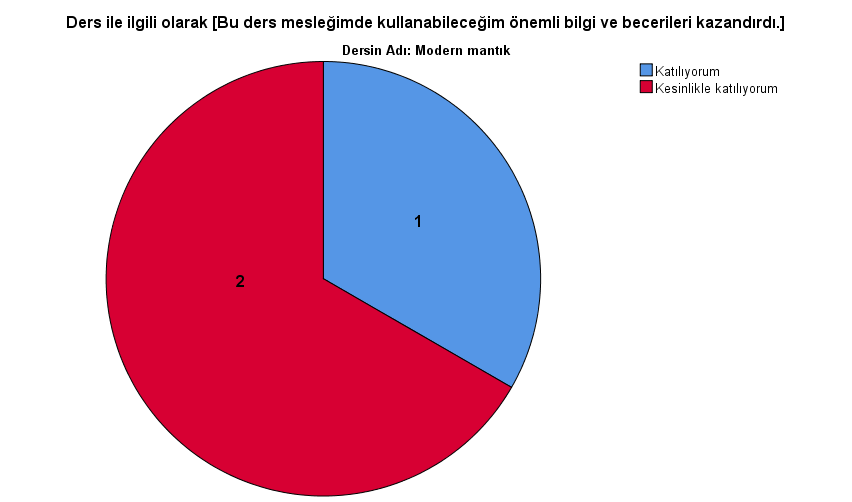 Ders ile ilgili olarak [Bu ders mesleğimde kullanabileceğim önemli bilgi ve becerileri kazandırdı.]
Dersin Adı: Modern mantık
Katılıyorum
Kesinlikle katılıyorum
1
2